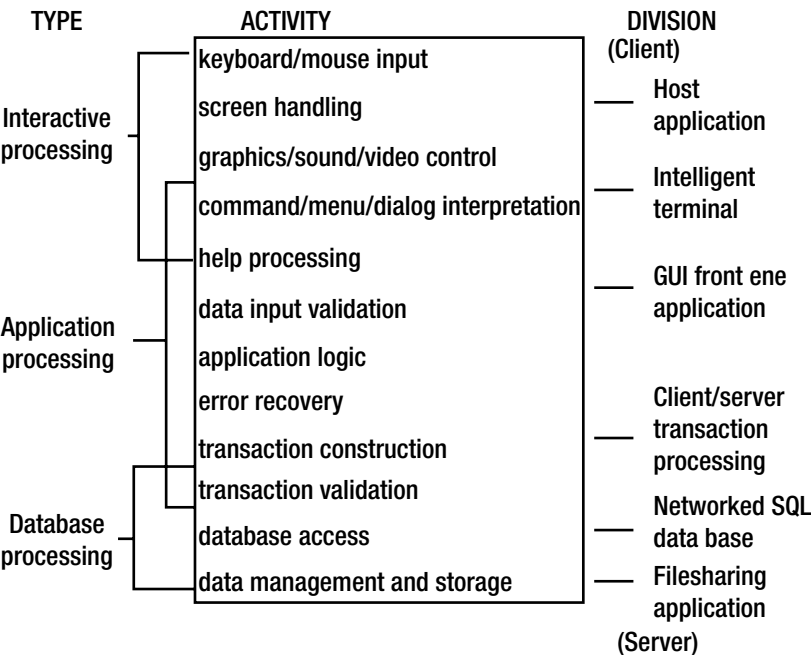 TYPE
ACTIVITY
DIVISION
(Client)
Interactive
processing
Application
processing
Database
processing
keyboard/mouse input
screen handling
graphics/sound/video control
command/menu/dialog interpretation
help processing
data input validation
application logic
error recovery
transaction construction
transaction validation
database access
data management and storage
Host
application
Intelligent
terminal
GUI front ene
application
Client/server
transaction
processing
Networked SQL
data base
Filesharing
application
(Server)